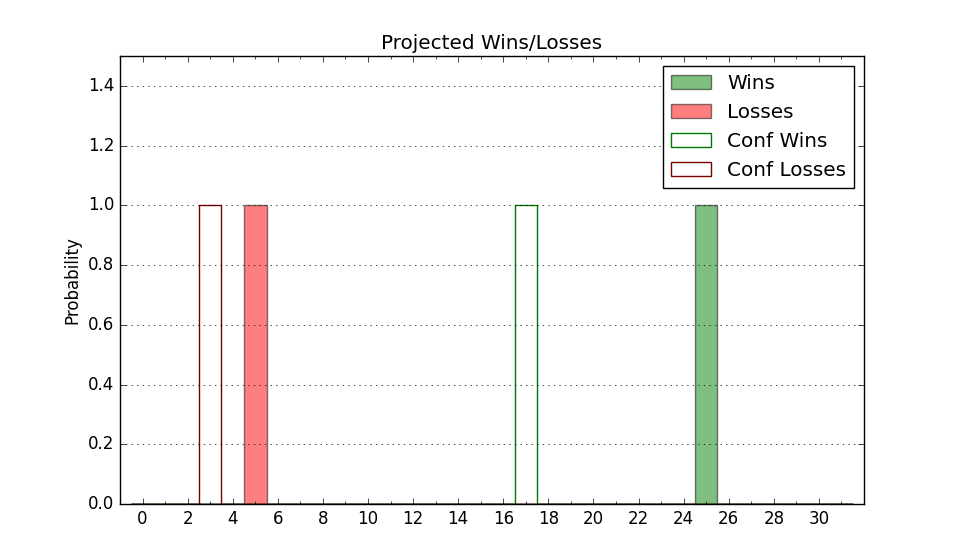 Projected Wins/Losses
Wins
Losses
Conf Wins
Conf Losses
Probability
1.4
1.2
1.0
0.8
0.6
0.4
0.2
0.0
0 2 4 6 8 10 12 14 16 18 20 22 24 26 28 30